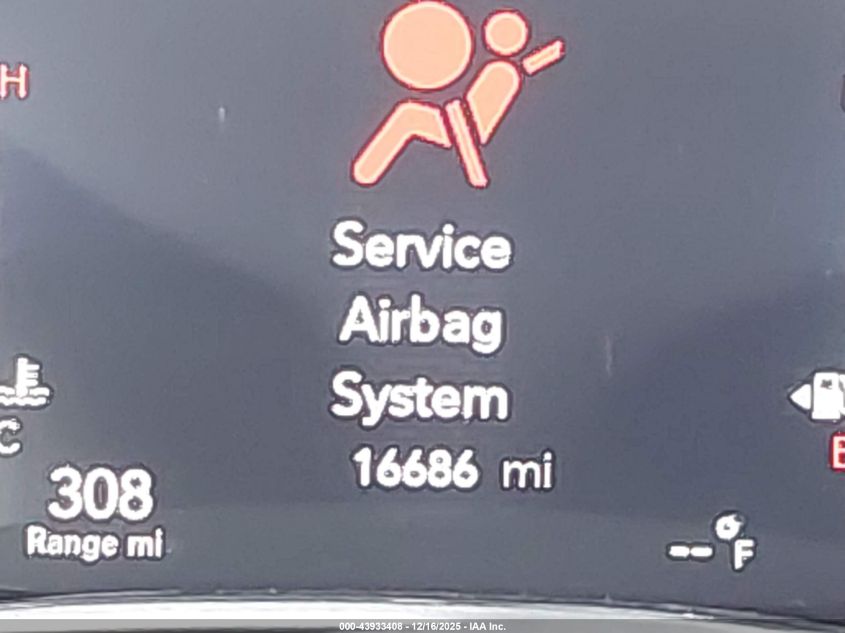 H
Service
Airbag
System
16686 mi
C
308
Range mi
E
--°F
000-43933408 - 12/16/2025 - IAA Inc.